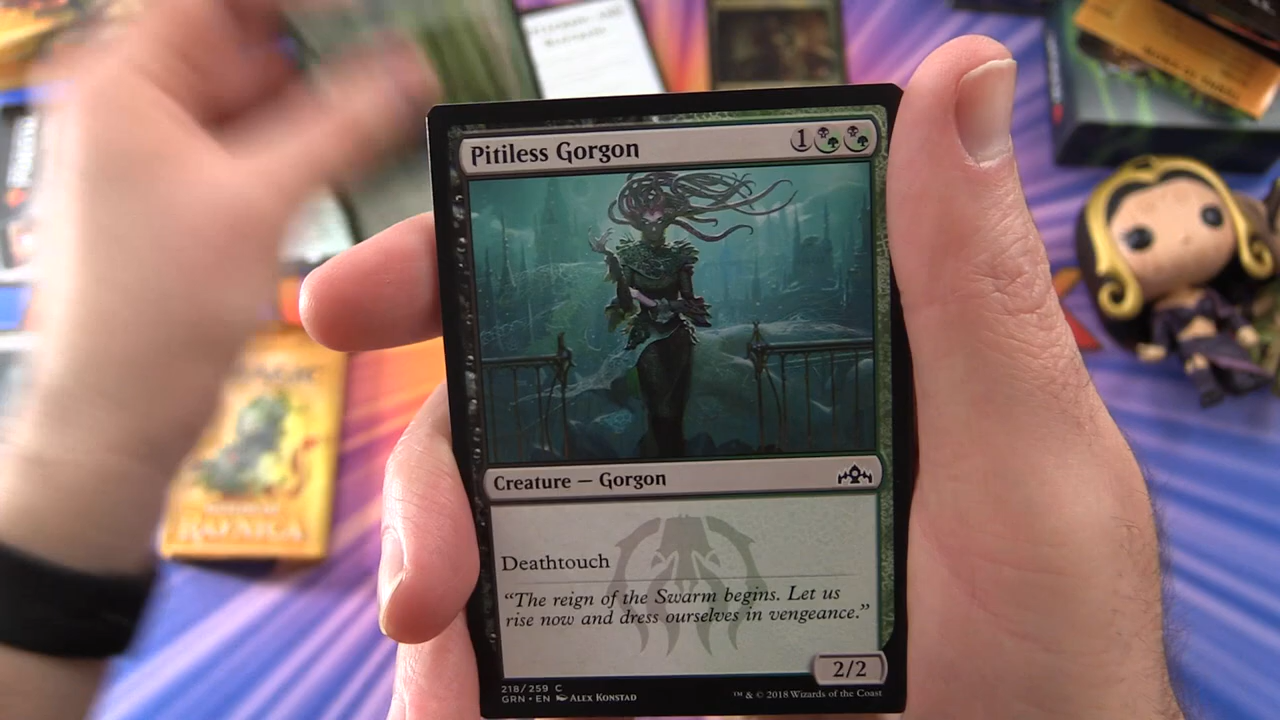 Pitiless Gorgon 1
Creature — Gorgon
Deathtouch
“The reign of the Swarm begins. Let us
rise now and dress ourselves in vengeance.”
2/2
218/259 C
GRN • EN ALEX KONSTAD
™ & © 2018 Wizards of the Coast
RAVNICA